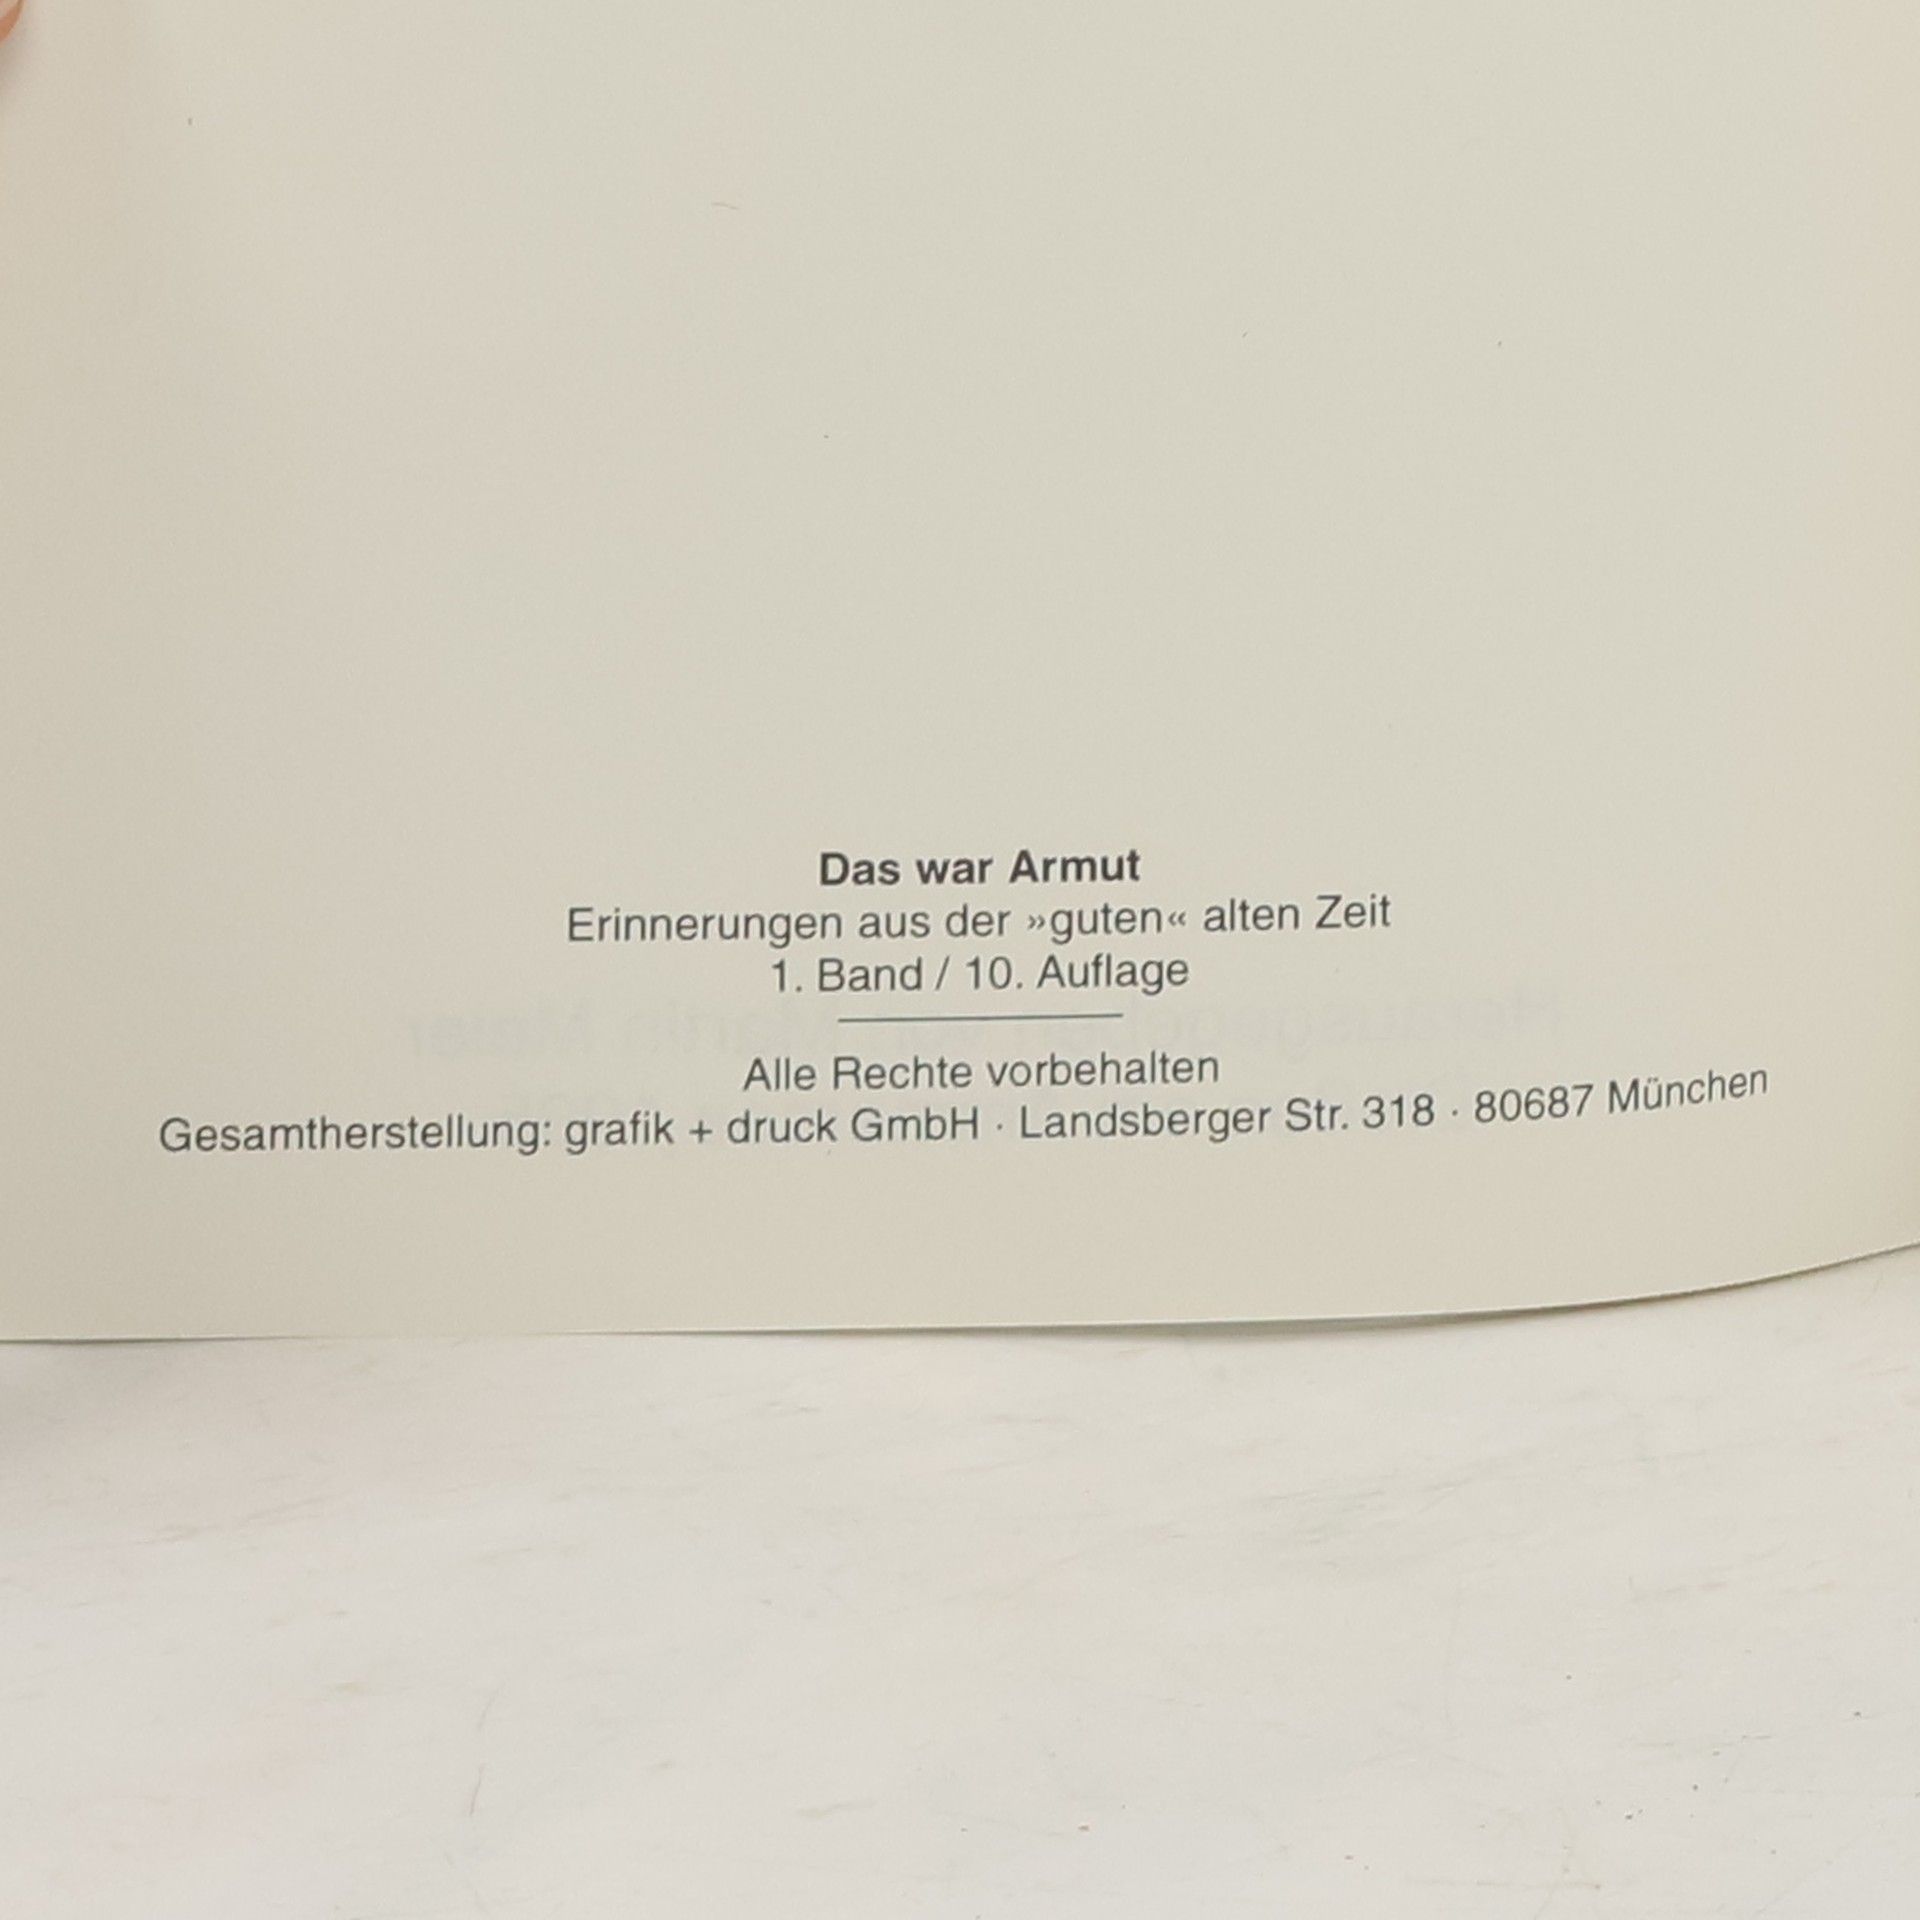 Das war Armut
Erinnerungen aus der »guten« alten Zeit
1. Band / 10. Auflage
Alle Rechte vorbehalten
Gesamtherstellung: grafik + druck GmbH · Landsberger Str. 318 · 80687 München